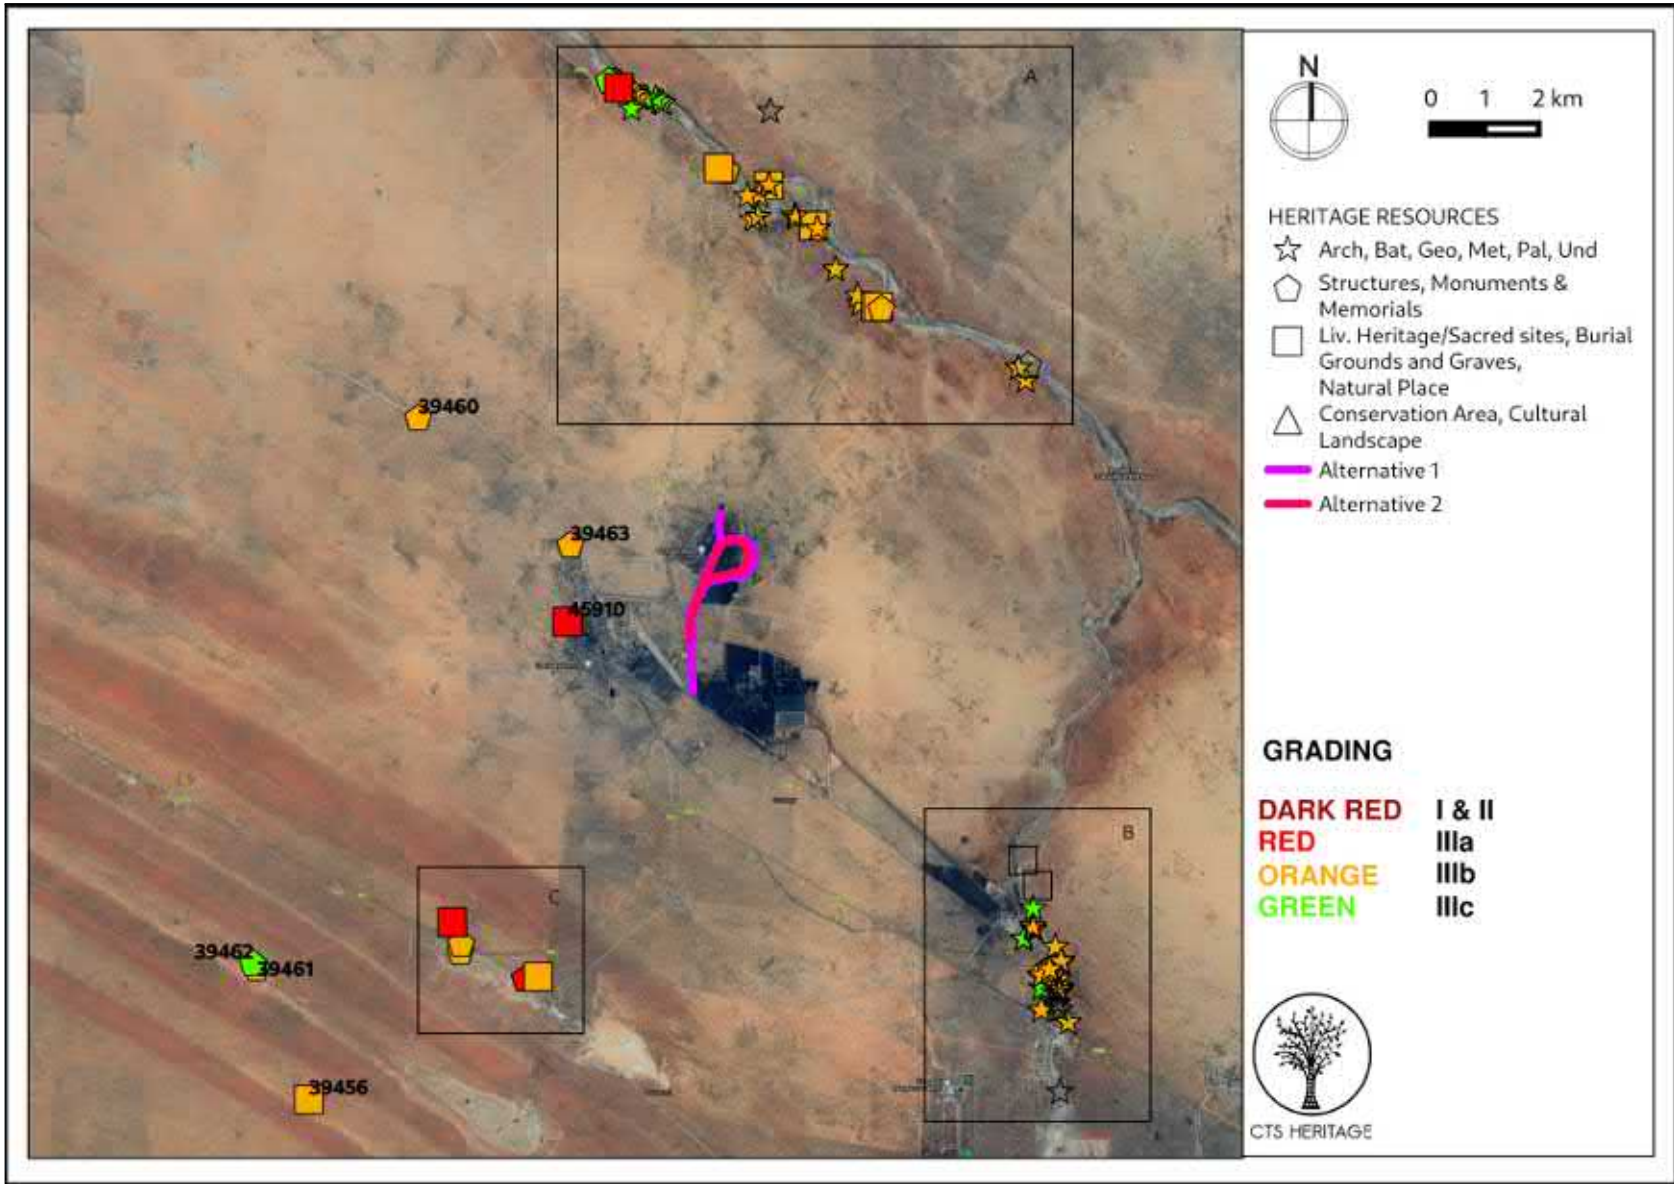 A
39460
39463
45910
B
C
39462
39461
39456
N
0 1 2 km
HERITAGE RESOURCES
Arch, Bat, Geo, Met, Pal, Und
Structures, Monuments &
Memorials
Liv. Heritage/Sacred sites, Burial
Grounds and Graves,
Natural Place
Conservation Area, Cultural
Landscape
Alternative 1
Alternative 2
GRADING
DARK RED I & II
RED IIIa
ORANGE IIIb
GREEN IIIc
CTS HERITAGE